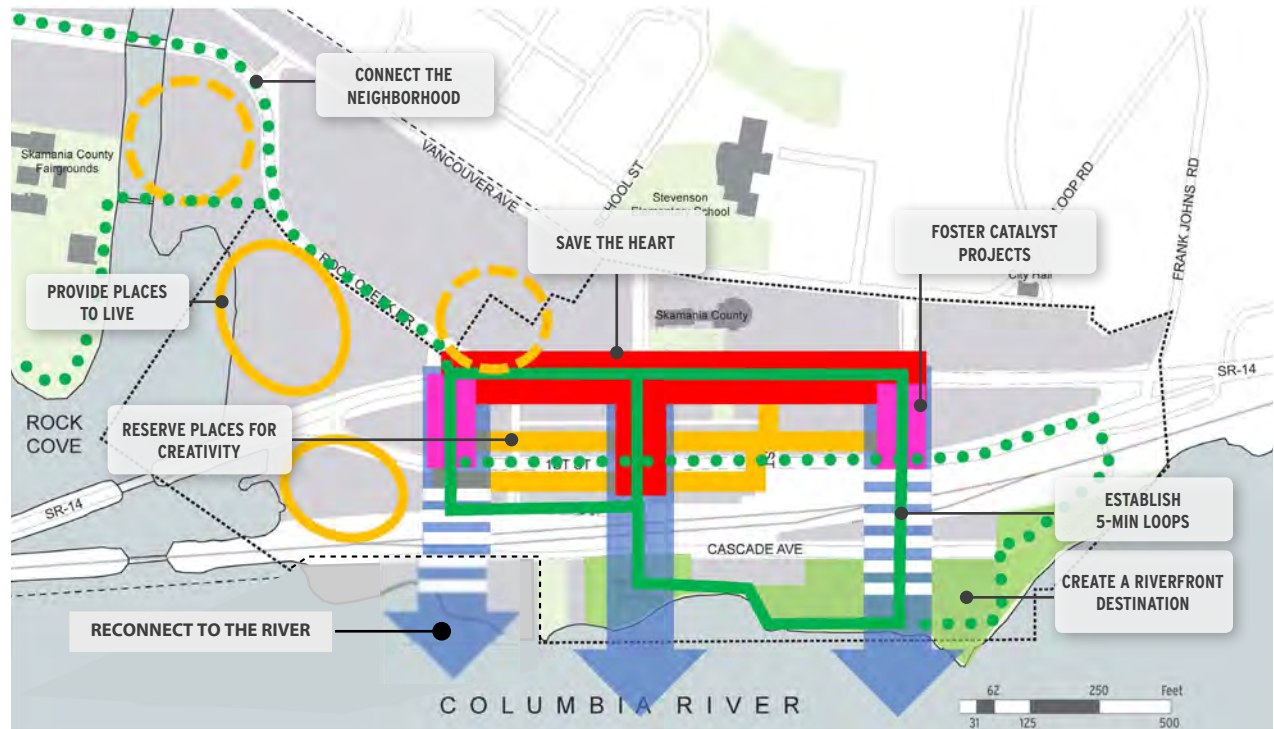 CONNECT THE
NEIGHBORHOOD
Skamania County
Fairgrounds
VANCOUVER AVE
SCHOOL ST
Stevenson
Elementary School
LOOP RD
FRANK JOHNS RD
SAVE THE HEART
FOSTER CATALYST
PROJECTS
City Hall
PROVIDE PLACES
TO LIVE
ROCK CREEK DR
Skamania County
SR-14
ROCK
COVE
RESERVE PLACES FOR
CREATIVITY
1ST ST
SR-14
ESTABLISH
5-MIN LOOPS
CASCADE AVE
CREATE A RIVERFRONT
DESTINATION
RECONNECT TO THE RIVER
COLUMBIA RIVER
62 250 Feet
31 125 500